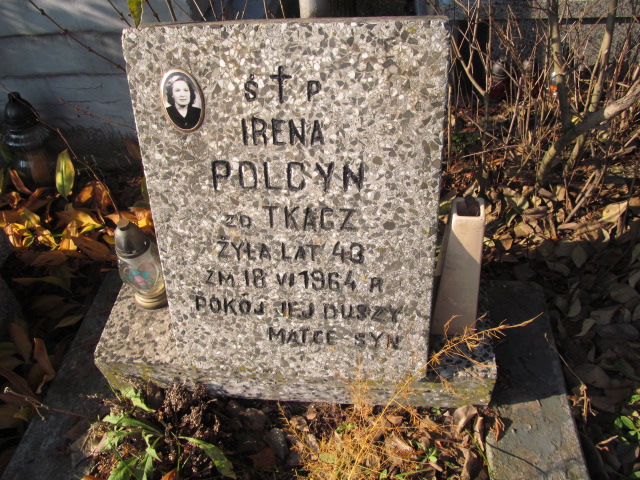 Ś † P
IRENA
POLCYN
ZD TKACZ
ŻYŁA LAT 43
ZM 18 VI 1964 R
POKÓJ JEJ DUSZY
MATCE SYN